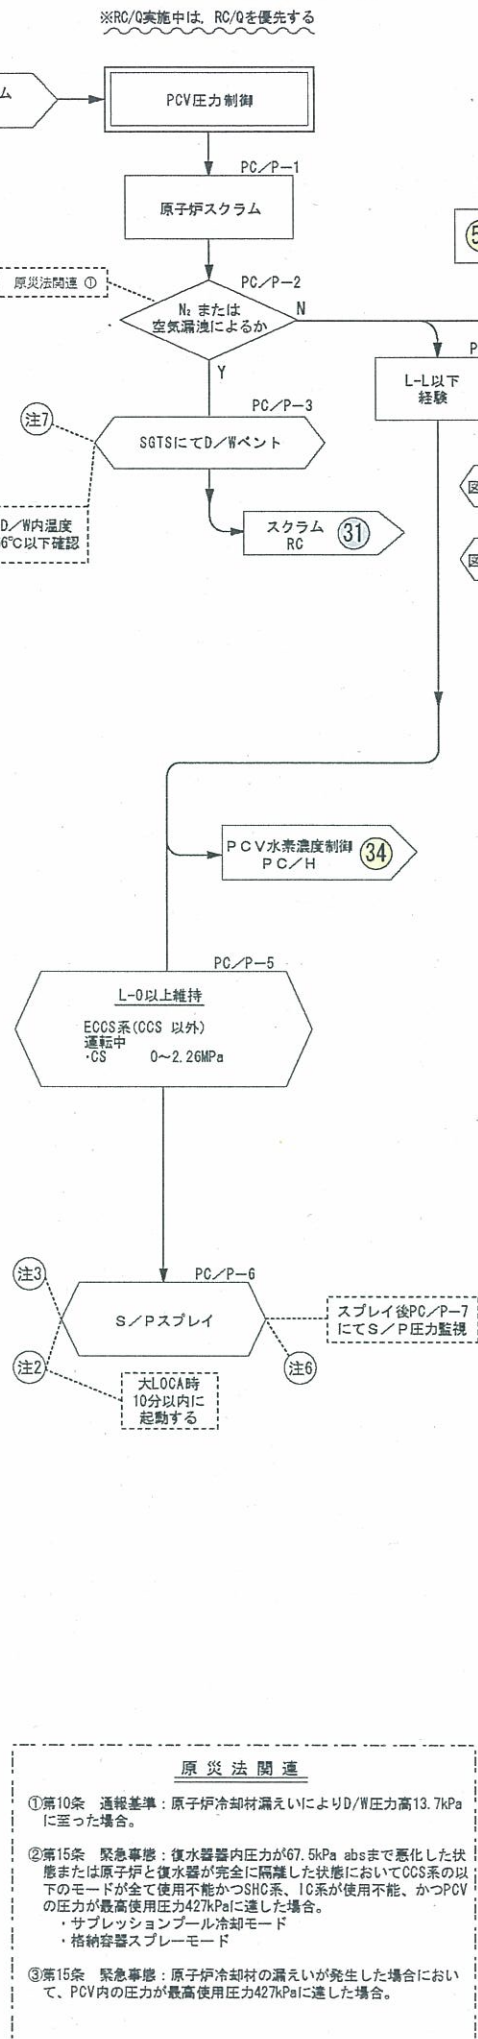 ※RC/Q実施中は、RC/Qを優先する
ム
PCV圧力制御
PC/P-1
原子炉スクラム
原災法関連 ①
PC/P-2
N₂ または
空気漏洩によるか
N
Y
P
L-L以下
経験
注7
PC/P-3
SGTSにてD/Wベント
D/W内温度
6℃以下確認
スクラム
RC
31
PCV水素濃度制御
PC/H
34
PC/P-5
L-0以上維持
ECCS系(CCS 以外)
運転中
・CS 0~2.26MPa
注3
PC/P-6
S/Pスプレイ
スプレイ後PC/P-7
にてS/P圧力監視
注2
注6
大LOCA時
10分以内に
起動する
原災法関連
①第10条 通報基準:原子炉冷却材漏えいによりD/W圧力高13.7kPa
に至った場合。
②第15条 緊急事態:復水器器内圧力が67.5kPa absまで悪化した状
態または原子炉と復水器が完全に隔離した状態においてCCS系の以
下のモードが全て使用不能かつSHC系、IC系が使用不能、かつPCV
の圧力が最高使用圧力427kPaに達した場合。
・サプレッションプール冷却モード
・格納容器スプレーモード
③第15条 緊急事態:原子炉冷却材の漏えいが発生した場合におい
て、PCV内の圧力が最高使用圧力427kPaに達した場合。